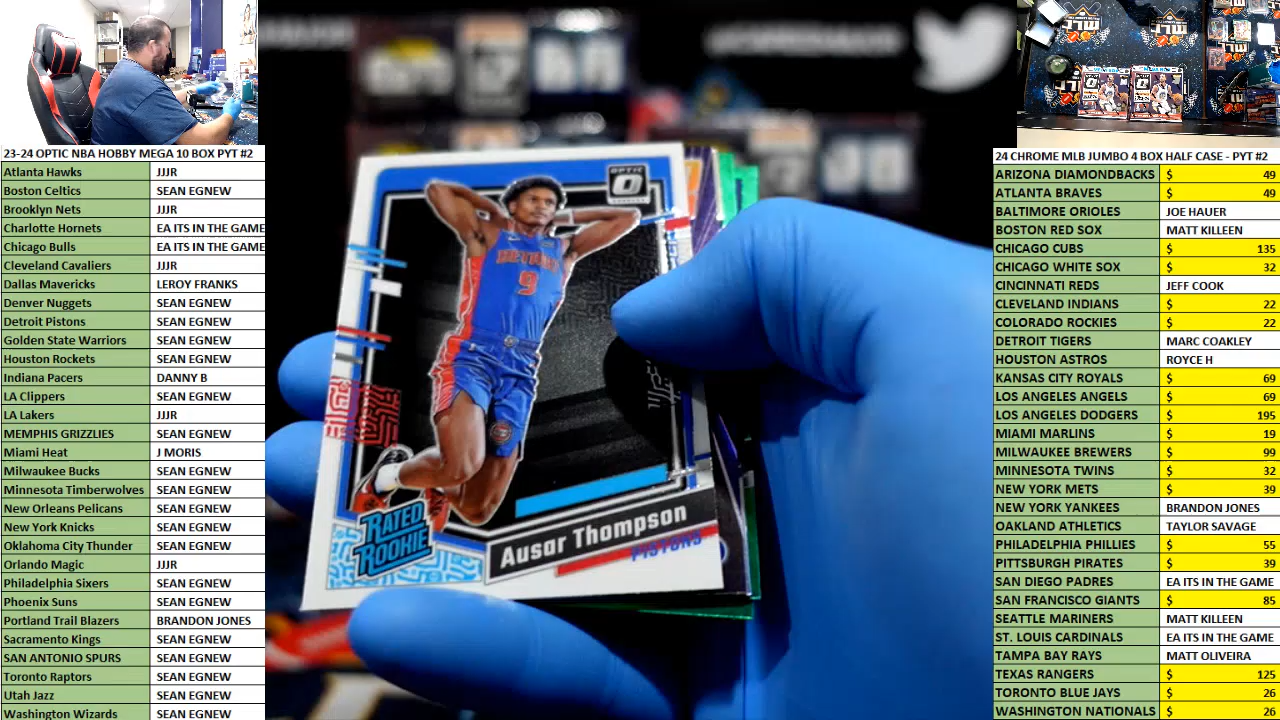 23-24 OPTIC NBA HOBBY MEGA 10 BOX PYT #2
Atlanta Hawks JJJR
Boston Celtics SEAN EGNEW
Brooklyn Nets JJJR
Charlotte Hornets EA ITS IN THE GAME
Chicago Bulls EA ITS IN THE GAME
Cleveland Cavaliers JJJR
Dallas Mavericks LEROY FRANKS
Denver Nuggets SEAN EGNEW
Detroit Pistons SEAN EGNEW
Golden State Warriors SEAN EGNEW
Houston Rockets SEAN EGNEW
Indiana Pacers DANNY B
LA Clippers SEAN EGNEW
LA Lakers JJJR
MEMPHIS GRIZZLIES SEAN EGNEW
Miami Heat J MORIS
Milwaukee Bucks SEAN EGNEW
Minnesota Timberwolves SEAN EGNEW
New Orleans Pelicans SEAN EGNEW
New York Knicks SEAN EGNEW
Oklahoma City Thunder SEAN EGNEW
Orlando Magic JJJR
Philadelphia Sixers SEAN EGNEW
Phoenix Suns SEAN EGNEW
Portland Trail Blazers BRANDON JONES
Sacramento Kings SEAN EGNEW
SAN ANTONIO SPURS SEAN EGNEW
Toronto Raptors SEAN EGNEW
Utah Jazz SEAN EGNEW
Washington Wizards SEAN EGNEW
OPTIC
DETROIT
9
RATED
ROOKIE
Ausar Thompson
PISTONS
24 CHROME MLB JUMBO 4 BOX HALF CASE - PYT #2
ARIZONA DIAMONDBACKS $ 49
ATLANTA BRAVES $ 49
BALTIMORE ORIOLES JOE HAUER
BOSTON RED SOX MATT KILLEEN
CHICAGO CUBS $ 135
CHICAGO WHITE SOX $ 32
CINCINNATI REDS JEFF COOK
CLEVELAND INDIANS $ 22
COLORADO ROCKIES $ 22
DETROIT TIGERS MARC COAKLEY
HOUSTON ASTROS ROYCE H
KANSAS CITY ROYALS $ 69
LOS ANGELES ANGELS $ 69
LOS ANGELES DODGERS $ 195
MIAMI MARLINS $ 19
MILWAUKEE BREWERS $ 99
MINNESOTA TWINS $ 32
NEW YORK METS $ 39
NEW YORK YANKEES BRANDON JONES
OAKLAND ATHLETICS TAYLOR SAVAGE
PHILADELPHIA PHILLIES $ 55
PITTSBURGH PIRATES $ 39
SAN DIEGO PADRES EA ITS IN THE GAME
SAN FRANCISCO GIANTS $ 85
SEATTLE MARINERS MATT KILLEEN
ST. LOUIS CARDINALS EA ITS IN THE GAME
TAMPA BAY RAYS MATT OLIVEIRA
TEXAS RANGERS $ 125
TORONTO BLUE JAYS $ 26
WASHINGTON NATIONALS $ 26